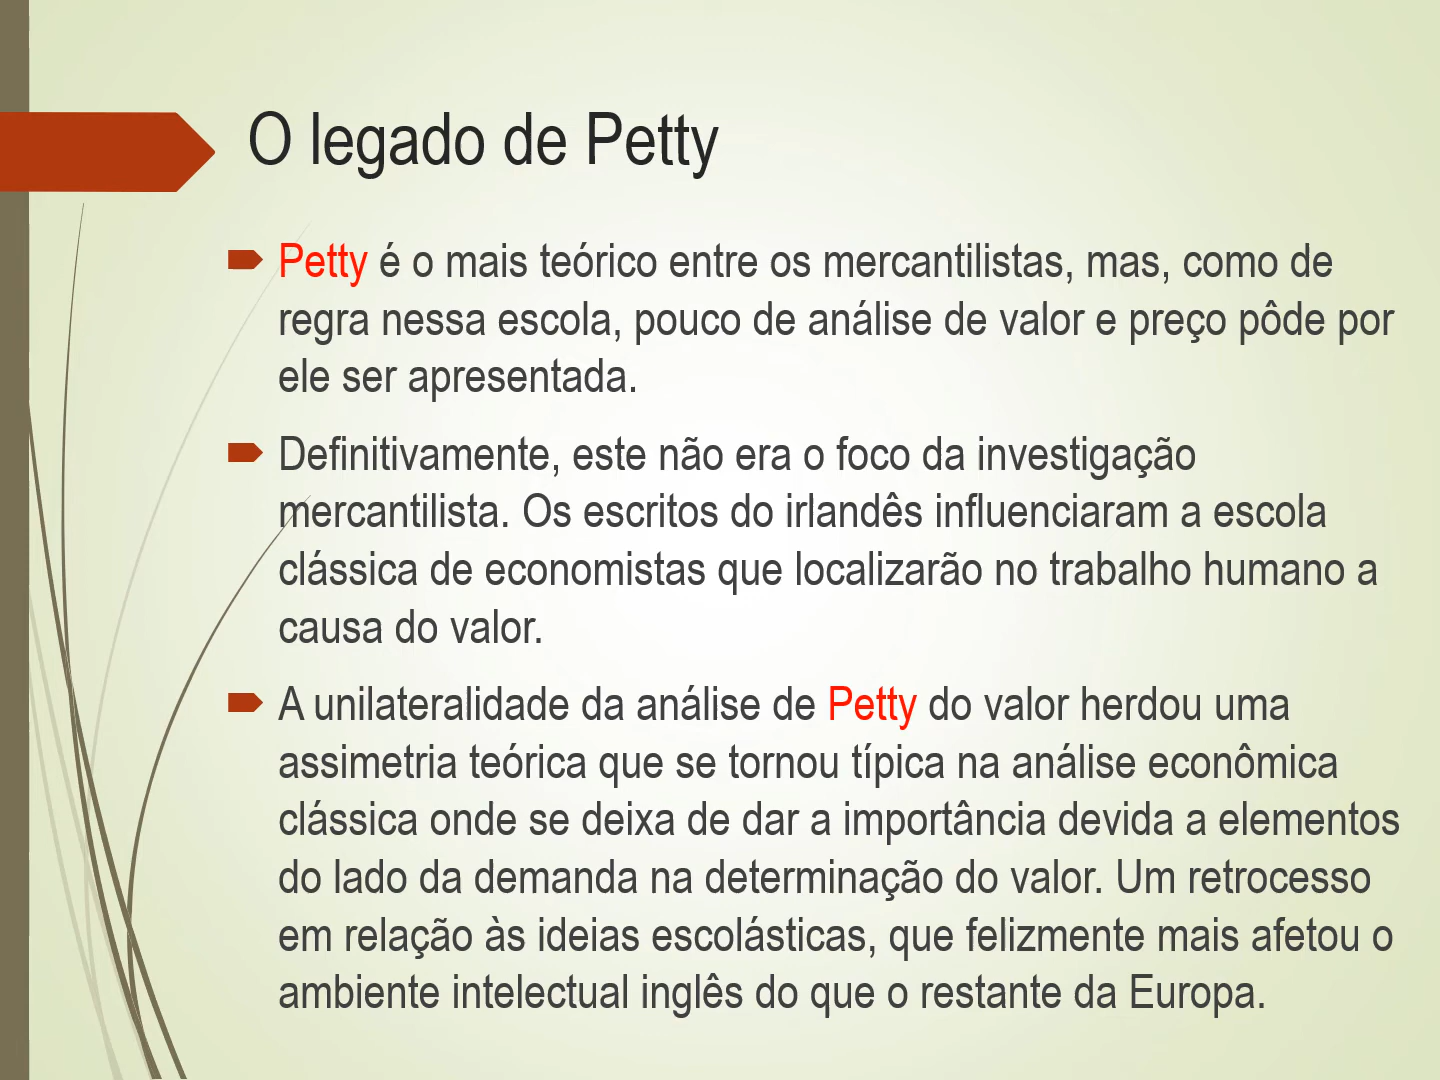 O legado de Petty
Petty é o mais teórico entre os mercantilistas, mas, como de
regra nessa escola, pouco de análise de valor e preço pôde por
ele ser apresentada.
Definitivamente, este não era o foco da investigação
mercantilista. Os escritos do irlandês influenciaram a escola
clássica de economistas que localizarão no trabalho humano a
causa do valor.
A unilateralidade da análise de Petty do valor herdou uma
assimetria teórica que se tornou típica na análise econômica
clássica onde se deixa de dar a importância devida a elementos
do lado da demanda na determinação do valor. Um retrocesso
em relação às ideias escolásticas, que felizmente mais afetou o
ambiente intelectual inglês do que o restante da Europa.